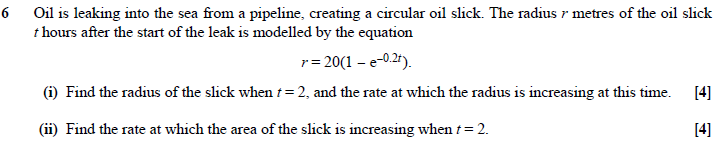 6 Oil is leaking into the sea from a pipeline, creating a circular oil slick. The radius r metres of the oil slick
t hours after the start of the leak is modelled by the equation
r = 20(1 – e^{–0.2t}).
(i) Find the radius of the slick when t = 2, and the rate at which the radius is increasing at this time. [4]
(ii) Find the rate at which the area of the slick is increasing when t = 2. [4]